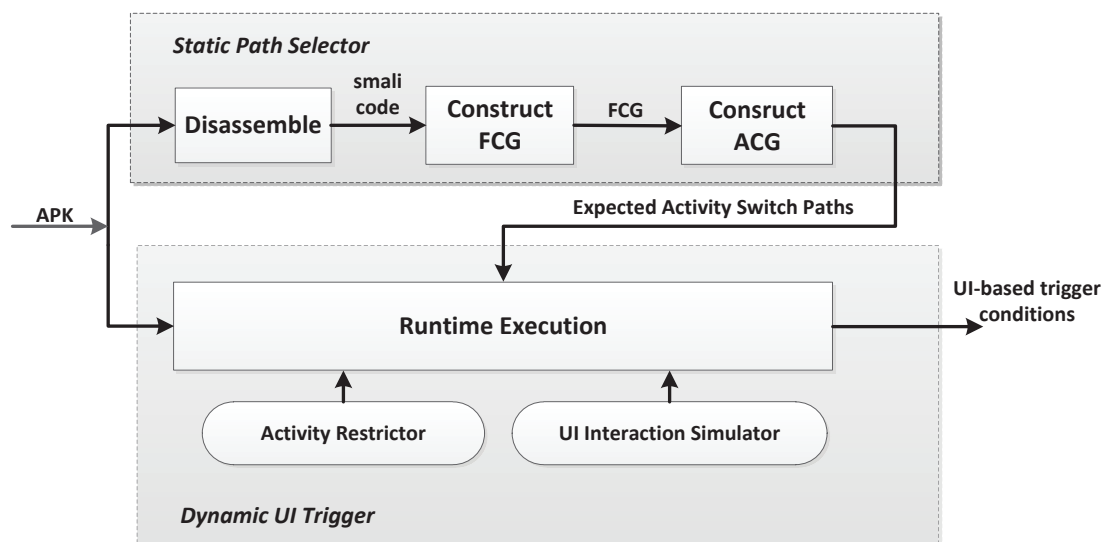 Static Path Selector
smali
code
Disassemble
Construct
FCG
FCG
Consruct
ACG
APK
Expected Activity Switch Paths
Runtime Execution
UI-based trigger
conditions
Activity Restrictor
UI Interaction Simulator
Dynamic UI Trigger